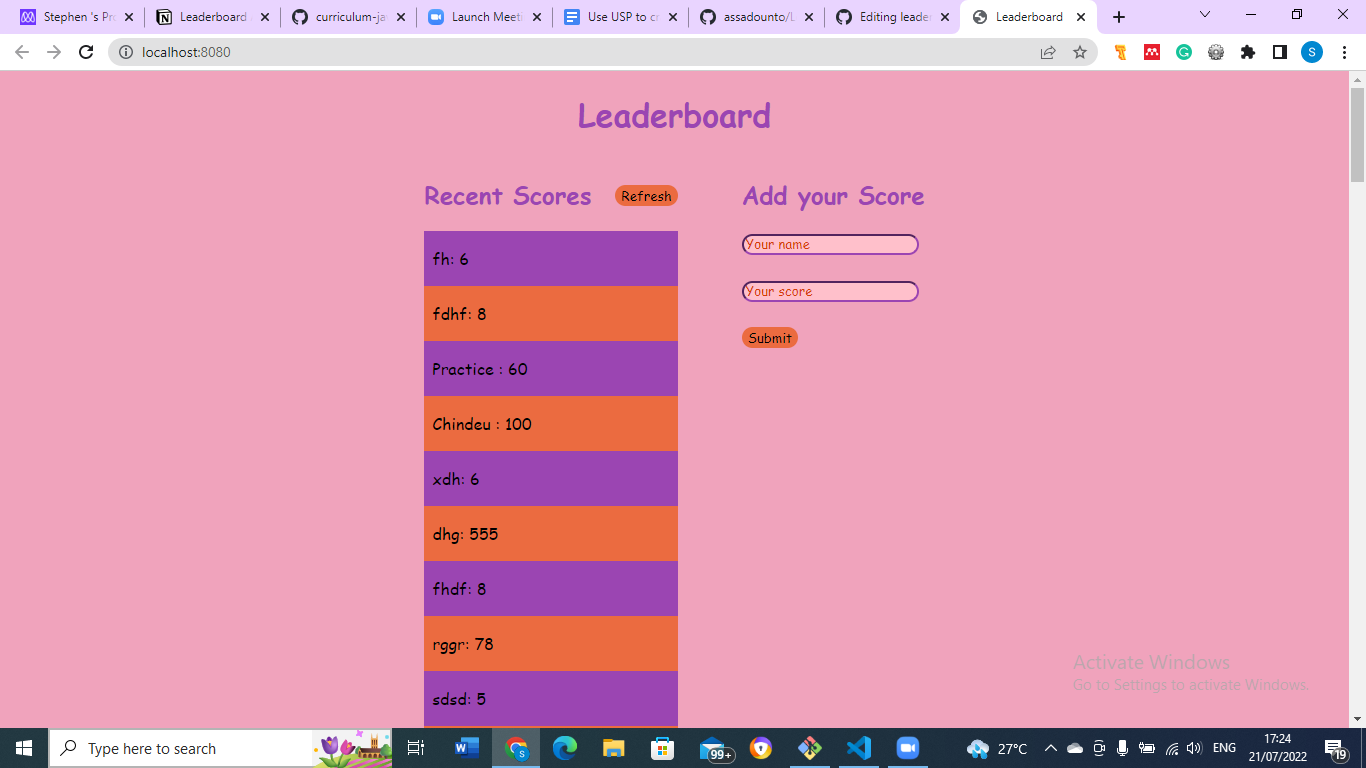 Stephen 's Pro
Leaderboard
curriculum-ja
Launch Meeti
Use USP to cr
assadounto/L
Editing leader
Leaderboard
localhost:8080
S
Leaderboard
Recent Scores
Refresh
Add your Score
fh: 6
Your name
fdhf: 8
Your score
Submit
Practice : 60
Chindeu : 100
xdh: 6
dhg: 555
fhdf: 8
rggr: 78
sdsd: 5
Activate Windows
Go to Settings to activate Windows.
Type here to search
99+
27°C
ENG
17:24
21/07/2022
19